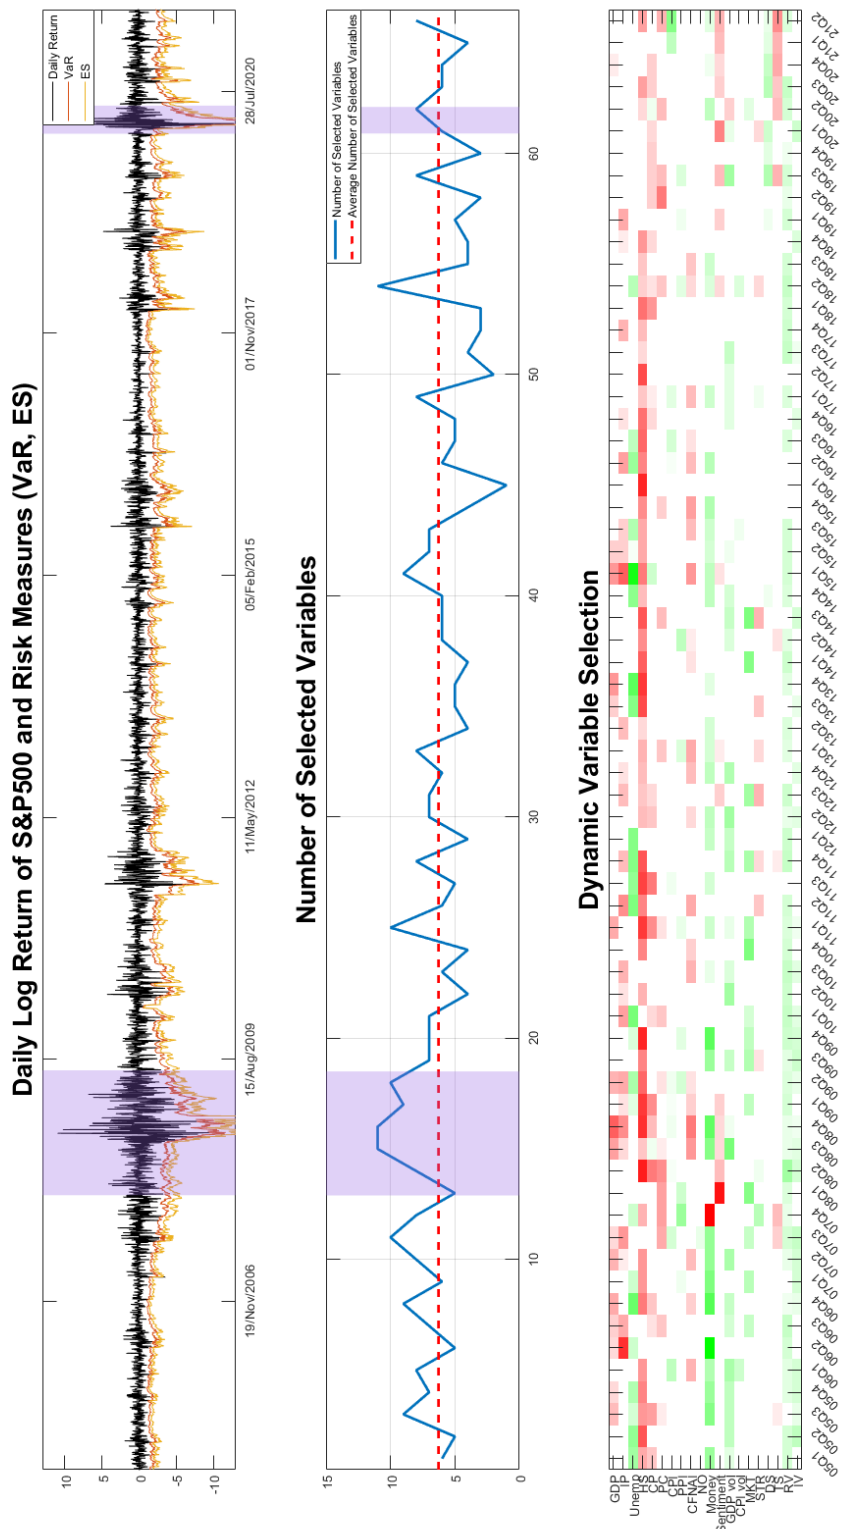 Daily Log Return of S&P500 and Risk Measures (VaR, ES)
Daily Return
VaR
ES
10
5
0
-5
-10
19/Nov/2006
15/Aug/2009
11/May/2012
05/Feb/2015
01/Nov/2017
28/Jul/2020
Number of Selected Variables
Number of Selected Variables
Average Number of Selected Variables
15
10
5
0
10
20
30
40
50
60
Dynamic Variable Selection
GDP
IP
Unemp
HS
CP
PC
CPI
PPI
CFNAI
NO
Money
Sentiment
GDP vol
CPI vol
MKT
STR
DS
TS
RV
IV
05Q1
05Q2
05Q3
05Q4
06Q1
06Q2
06Q3
06Q4
07Q1
07Q2
07Q3
07Q4
08Q1
08Q2
08Q3
08Q4
09Q1
09Q2
09Q3
09Q4
10Q1
10Q2
10Q3
10Q4
11Q1
11Q2
11Q3
11Q4
12Q1
12Q2
12Q3
12Q4
13Q1
13Q2
13Q3
13Q4
14Q1
14Q2
14Q3
14Q4
15Q1
15Q2
15Q3
15Q4
16Q1
16Q2
16Q3
16Q4
17Q1
17Q2
17Q3
17Q4
18Q1
18Q2
18Q3
18Q4
19Q1
19Q2
19Q3
19Q4
20Q1
20Q2
20Q3
20Q4
21Q1
21Q2